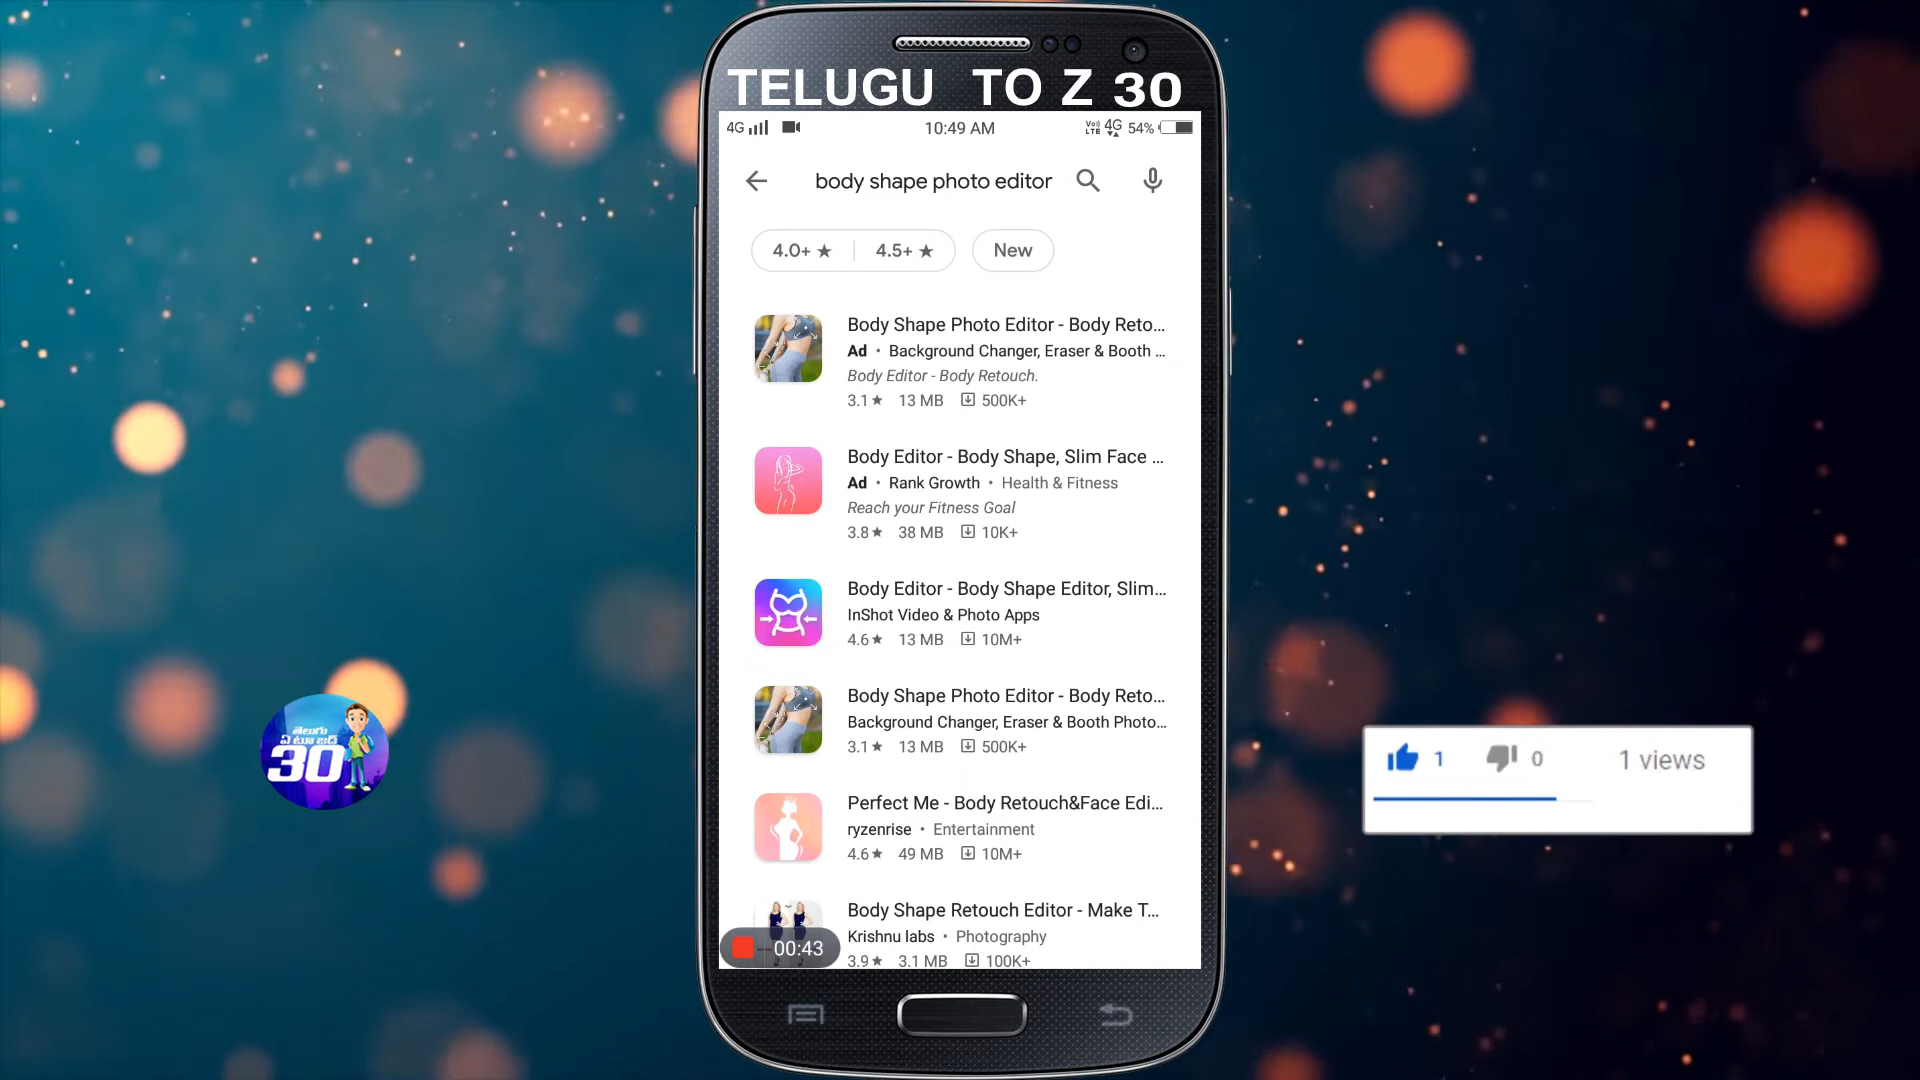 TELUGU TO Z 30
4G 10:49 AM Vo)) LTE 4G 54%
body shape photo editor
4.0+ ★ 4.5+ ★ New
Body Shape Photo Editor - Body Reto...
Ad • Background Changer, Eraser & Booth ...
Body Editor - Body Retouch.
3.1★ 13 MB 500K+
Body Editor - Body Shape, Slim Face ...
Ad • Rank Growth • Health & Fitness
Reach your Fitness Goal
3.8★ 38 MB 10K+
Body Editor - Body Shape Editor, Slim...
InShot Video & Photo Apps
4.6★ 13 MB 10M+
Body Shape Photo Editor - Body Reto...
Background Changer, Eraser & Booth Photo...
3.1★ 13 MB 500K+
Perfect Me - Body Retouch&Face Edi...
ryzenrise • Entertainment
4.6★ 49 MB 10M+
Body Shape Retouch Editor - Make T...
Krishnu labs • Photography
3.9★ 3.1 MB 100K+
00:43
తెలుగు
ఏ టూ జడ్
30
1 0 1 views